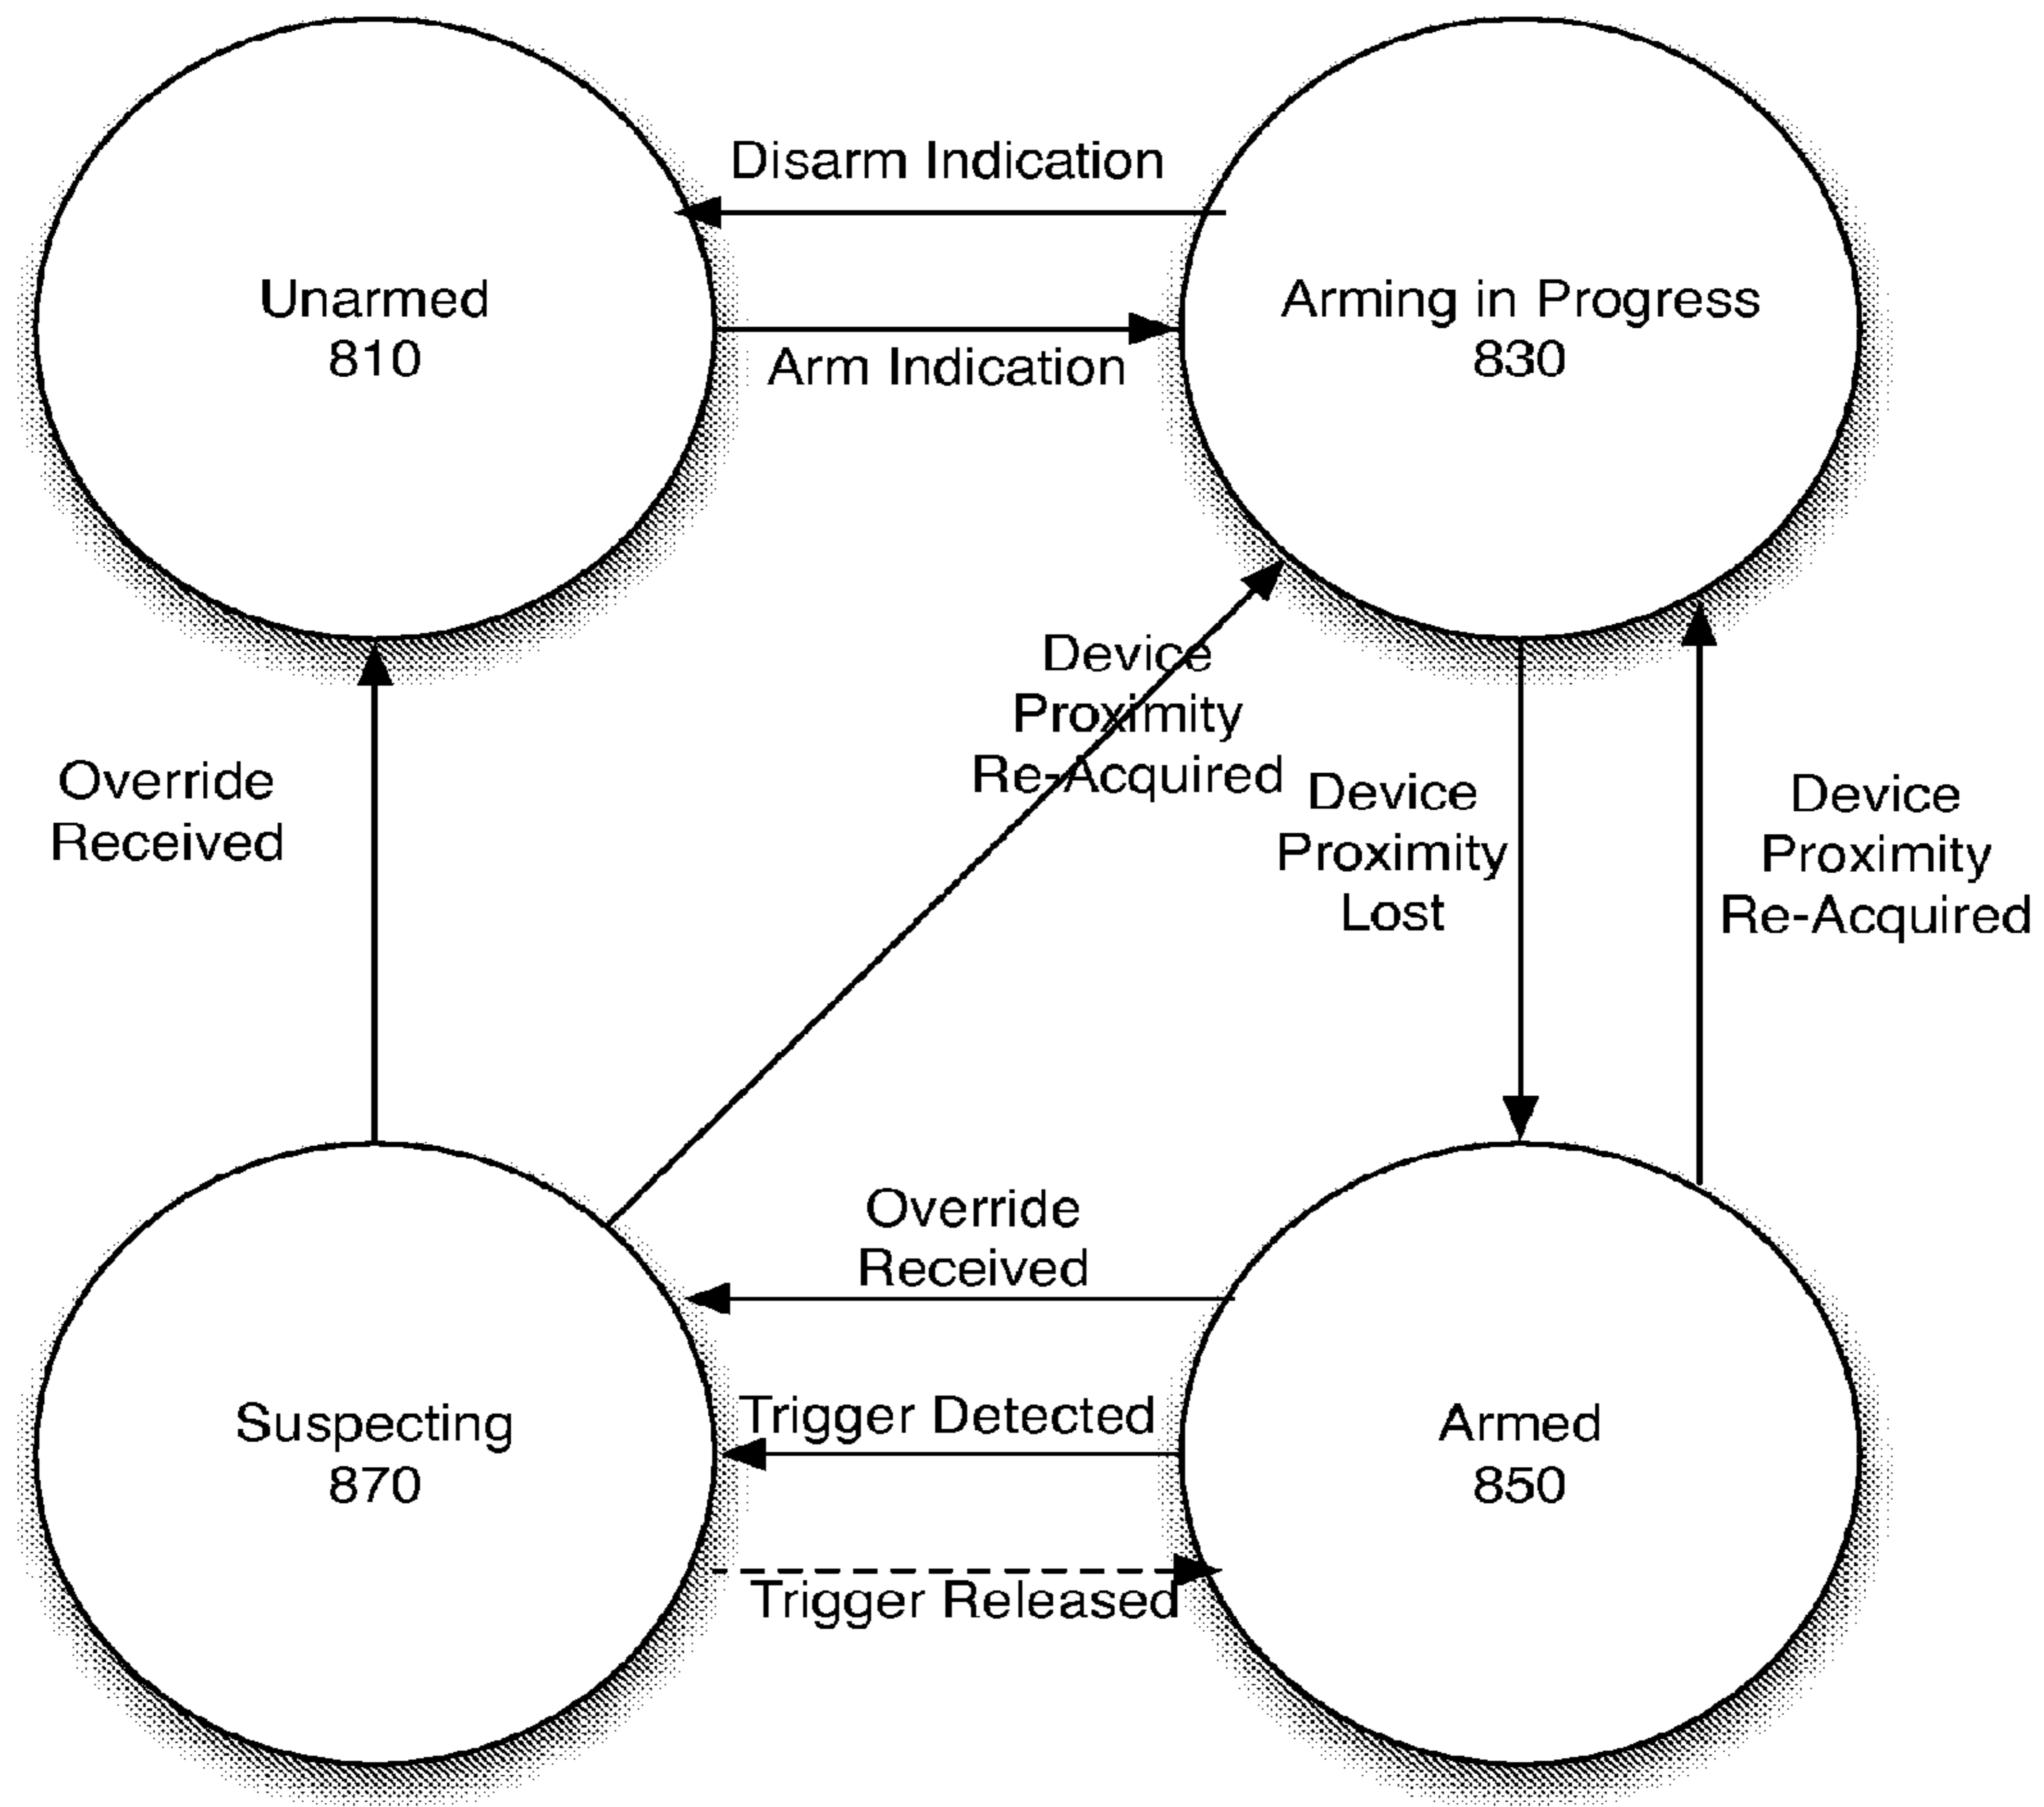 Disarm Indication
Unarmed
810
Arming in Progress
830
Arm Indication
Device
Proximity
Re-Acquired
Override
Received
Device
Proximity
Lost
Device
Proximity
Re-Acquired
Override
Received
Trigger Detected
Suspecting
870
Armed
850
Trigger Released